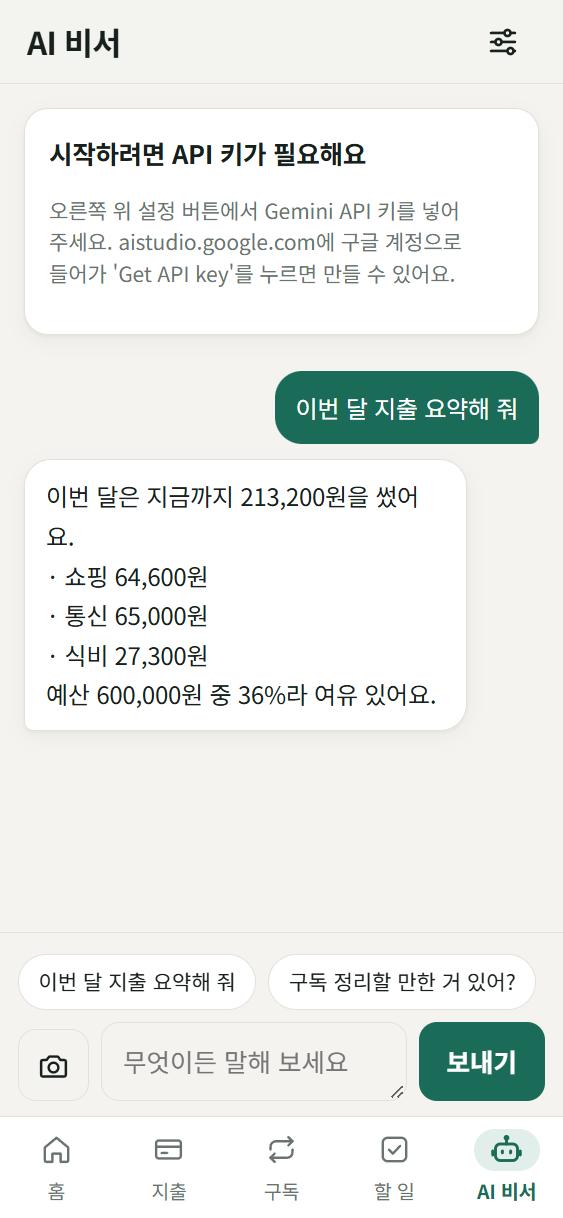 AI 비서
시작하려면 API 키가 필요해요
오른쪽 위 설정 버튼에서 Gemini API 키를 넣어
주세요. aistudio.google.com에 구글 계정으로
들어가 'Get API key'를 누르면 만들 수 있어요.
이번 달 지출 요약해 줘
이번 달은 지금까지 213,200원을 썼어
요.
· 쇼핑 64,600원
· 통신 65,000원
· 식비 27,300원
예산 600,000원 중 36%라 여유 있어요.
이번 달 지출 요약해 줘
구독 정리할 만한 거 있어?
무엇이든 말해 보세요
보내기
홈
지출
구독
할 일
AI 비서